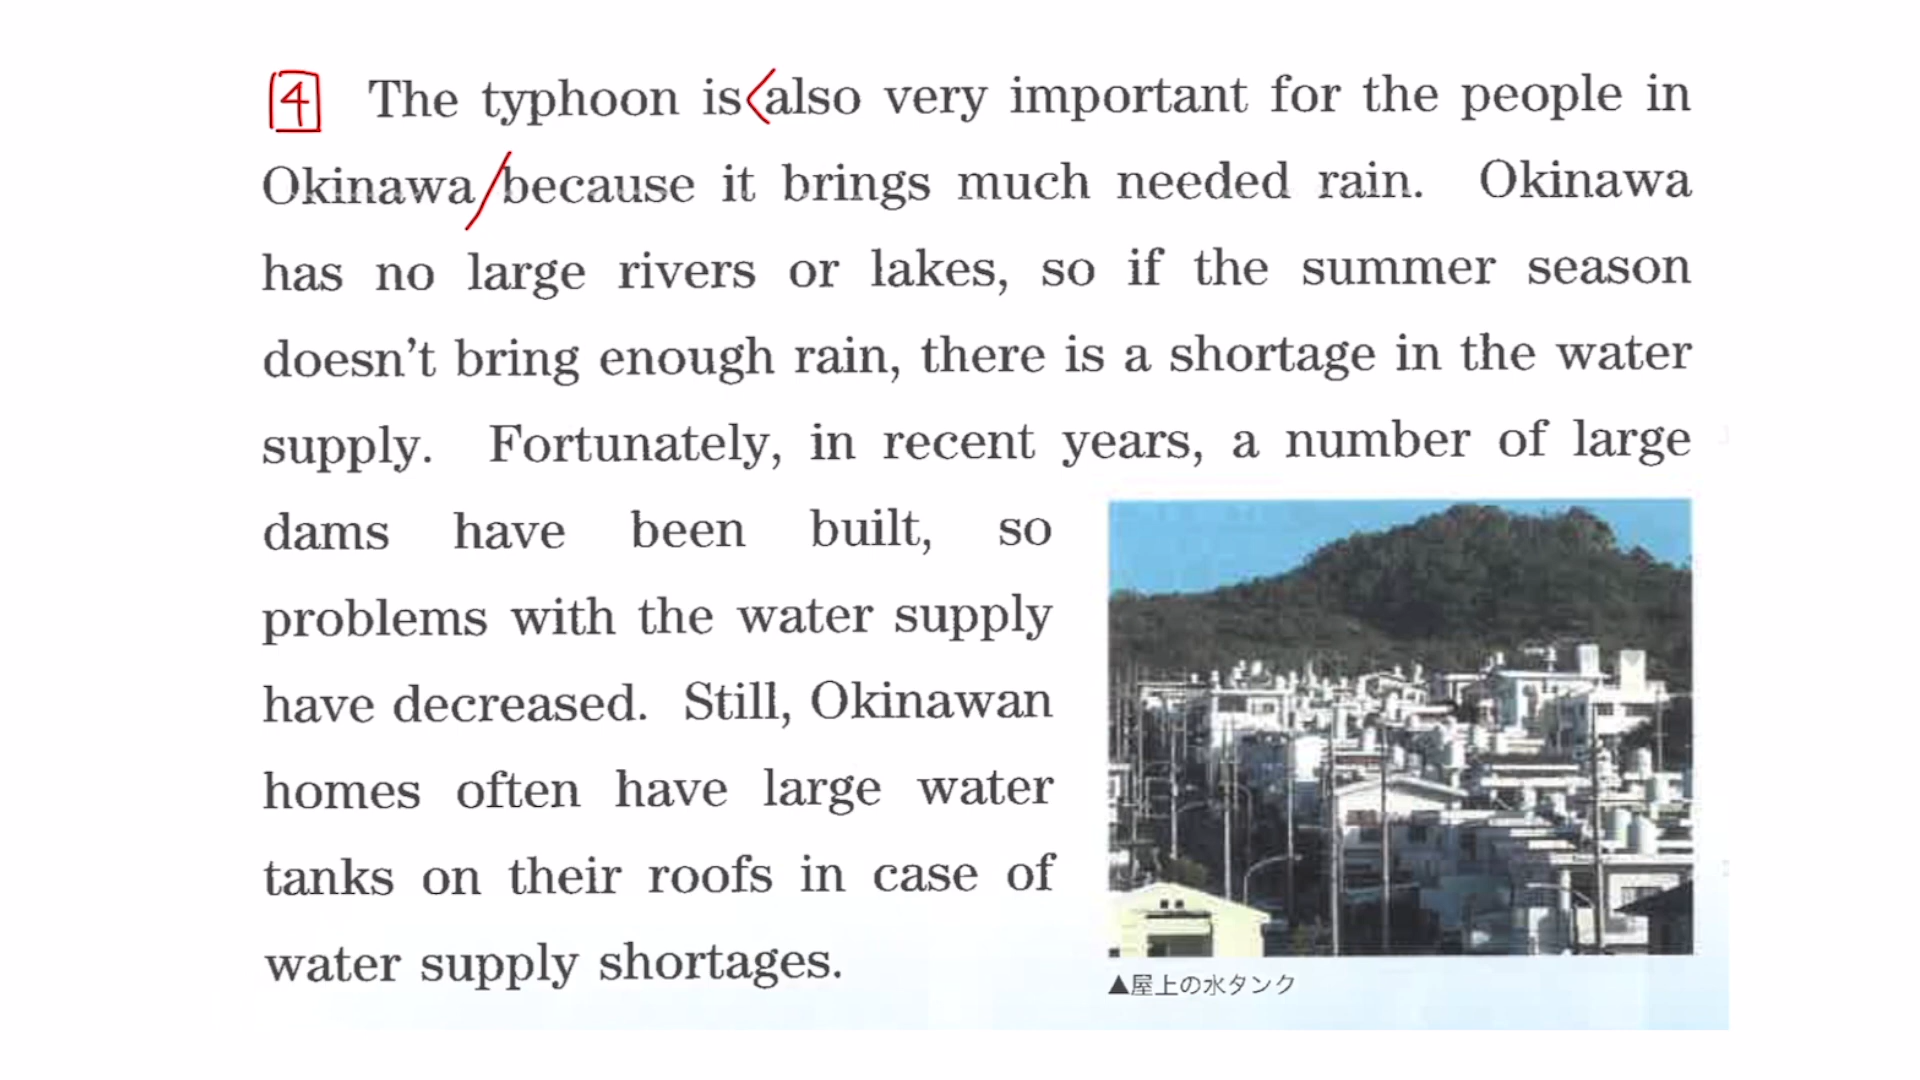 4 The typhoon is also very important for the people in
Okinawa/because it brings much needed rain. Okinawa
has no large rivers or lakes, so if the summer season
doesn't bring enough rain, there is a shortage in the water
supply. Fortunately, in recent years, a number of large
dams have been built, so
problems with the water supply
have decreased. Still, Okinawan
homes often have large water
tanks on their roofs in case of
water supply shortages.
▲屋上の水タンク